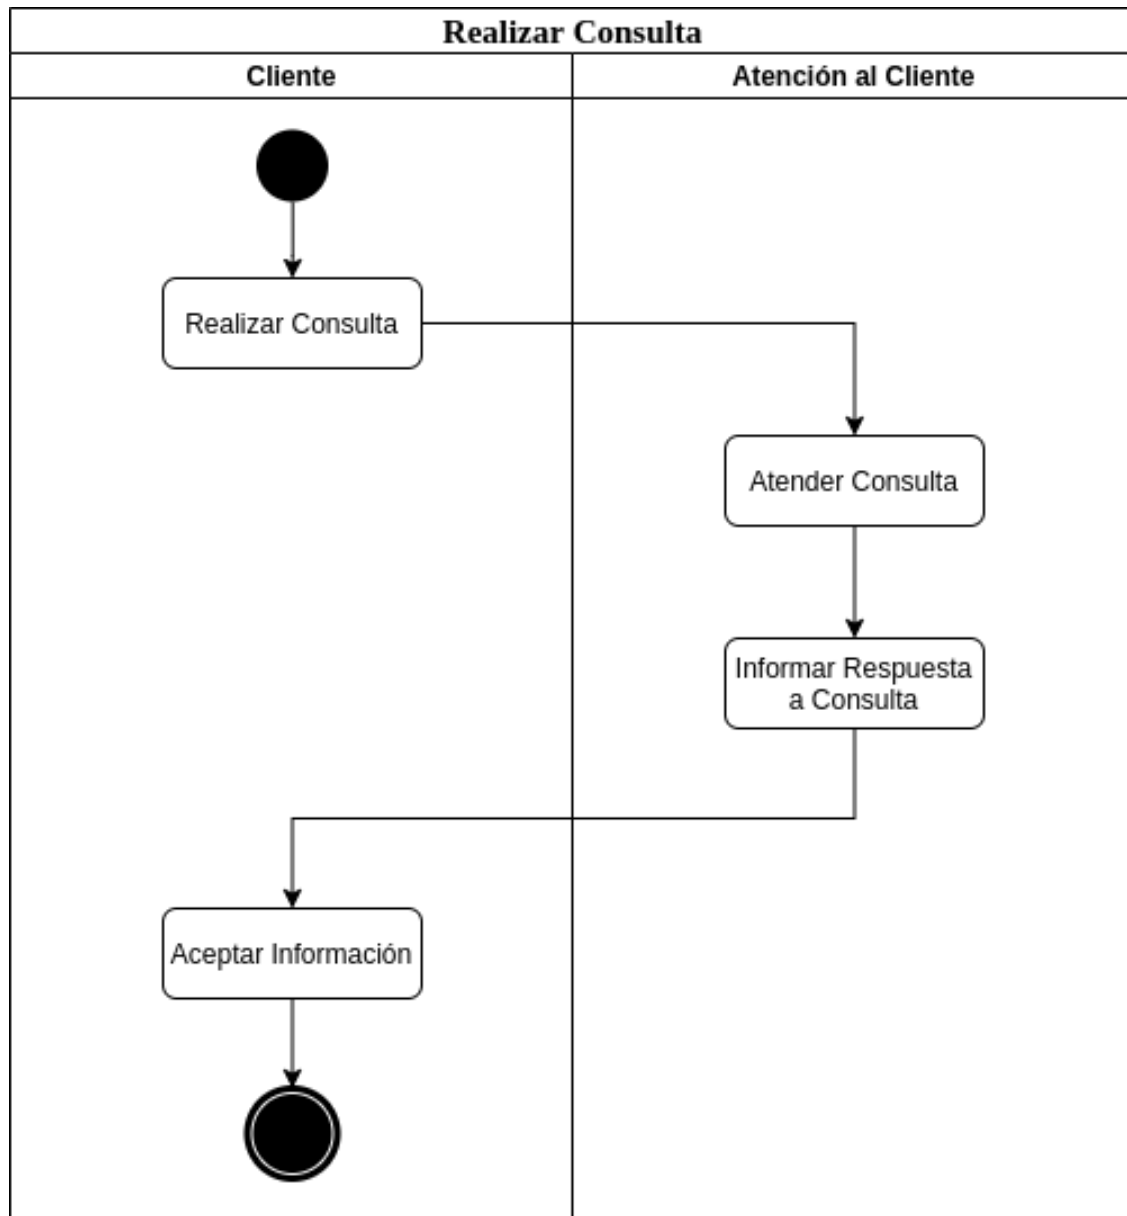 Realizar Consulta
Cliente
Atención al Cliente
Realizar Consulta
Atender Consulta
Informar Respuesta
a Consulta
Aceptar Información